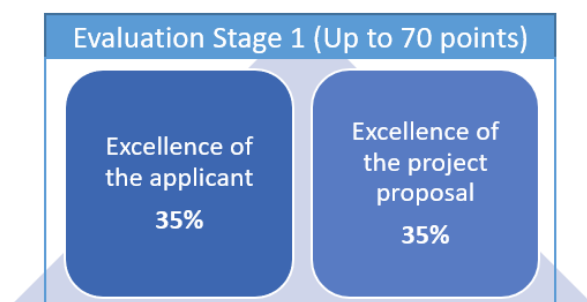 Evaluation Stage 1 (Up to 70 points)
Excellence of
the applicant
35%
Excellence of
the project
proposal
35%